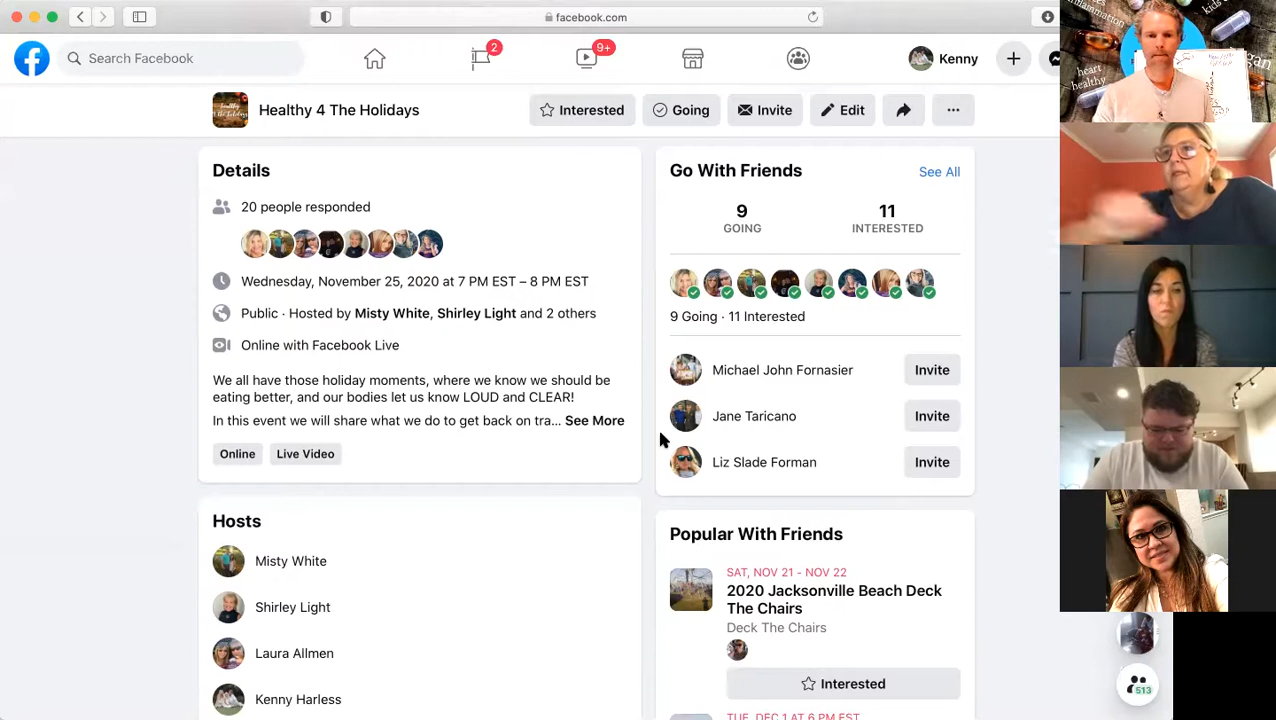 facebook.com
Search Facebook
2
9+
Kenny
Healthy 4 The Holidays
Interested
Going
Invite
Edit
Details
20 people responded
Wednesday, November 25, 2020 at 7 PM EST – 8 PM EST
Public · Hosted by Misty White, Shirley Light and 2 others
Online with Facebook Live
We all have those holiday moments, where we know we should be
eating better, and our bodies let us know LOUD and CLEAR!
In this event we will share what we do to get back on tra... See More
Online
Live Video
Hosts
Misty White
Shirley Light
Laura Allmen
Kenny Harless
Go With Friends
See All
9
GOING
11
INTERESTED
9 Going · 11 Interested
Michael John Fornasier
Invite
Jane Taricano
Invite
Liz Slade Forman
Invite
Popular With Friends
SAT, NOV 21 - NOV 22
2020 Jacksonville Beach Deck
The Chairs
Deck The Chairs
Interested
TUE, DEC 1 AT 6 PM EST
inflammation
kids
heart
healthy
513